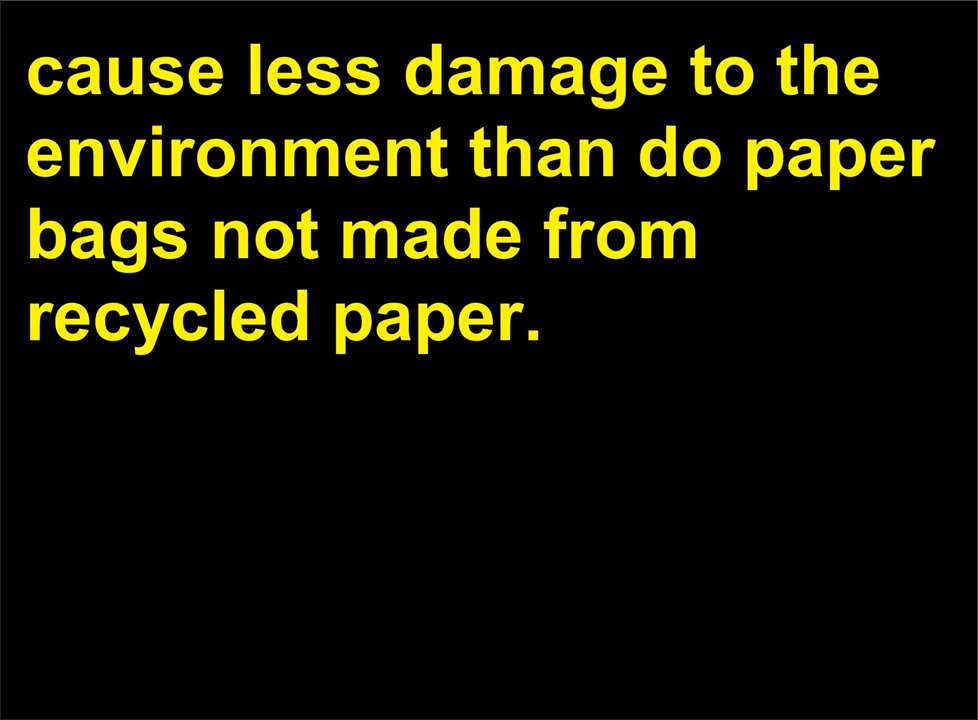 cause less damage to the
environment than do paper
bags not made from
recycled paper.